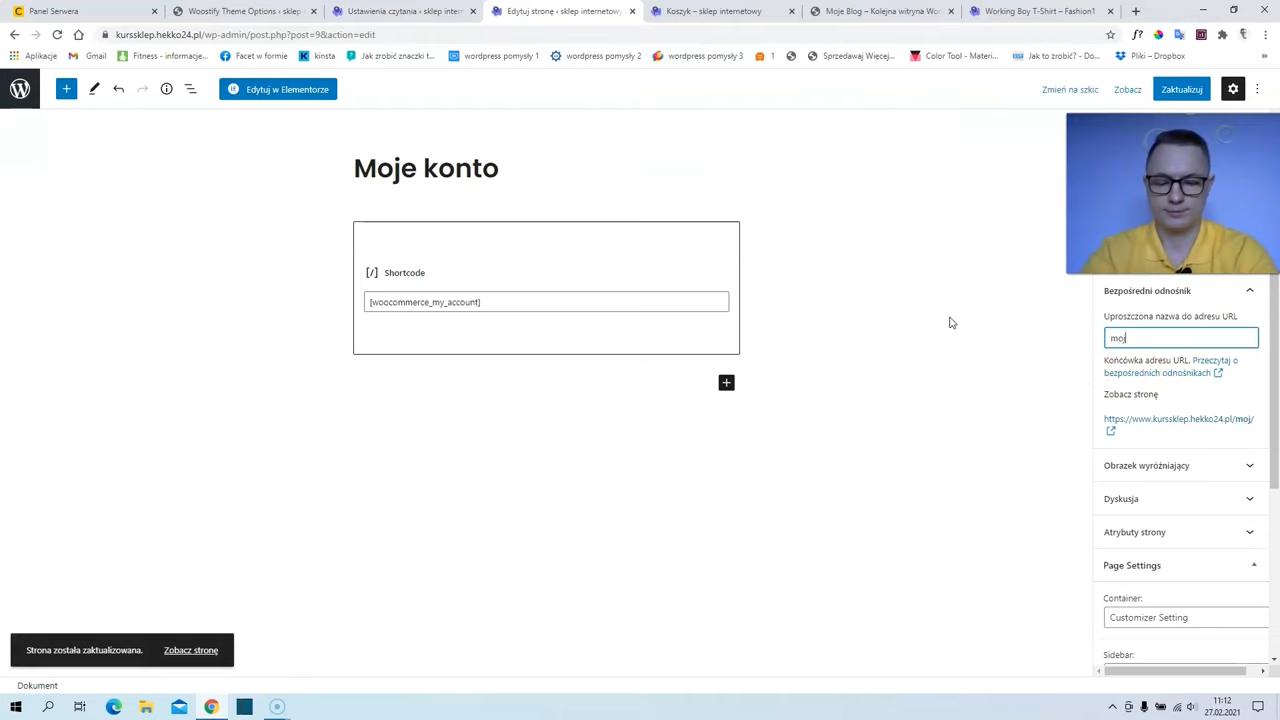 Panel Serwera
Woostify Theme Options ‹ sklep i
Ustawienia czytania ‹ sklep intern
Edytuj stronę ‹ sklep internetowy
Koszyk – sklep internetowy
Moje Blog – Kolejna witryna Wo
Working Boy T-Shirt – Fashion1
kurssklep.hekko24.pl/wp-admin/post.php?post=9&action=edit
Aplikacje
Gmail
Fitness - informacje...
Facet w formie
kinsta
Jak zrobić znaczki t...
wordpress pomysły 1
wordpress pomysły 2
wordpress pomysły 3
1
Sprzedawaj Więcej,...
Color Tool - Materi...
Jak to zrobić? - Do...
Pliki – Dropbox
»
Edytuj w Elementorze
Zmień na szkic
Zobacz
Zaktualizuj
Moje konto
[/] Shortcode
[woocommerce_my_account]
Bezpośredni odnośnik
Uproszczona nazwa do adresu URL
moj
Końcówka adresu URL. Przeczytaj o
bezpośrednich odnośnikach
Zobacz stronę
https://www.kurssklep.hekko24.pl/moj/
Obrazek wyróżniający
Dyskusja
Atrybuty strony
Page Settings
Container:
Customizer Setting
Sidebar:
Strona została zaktualizowana.
Zobacz stronę
Dokument
11:12
27.02.2021